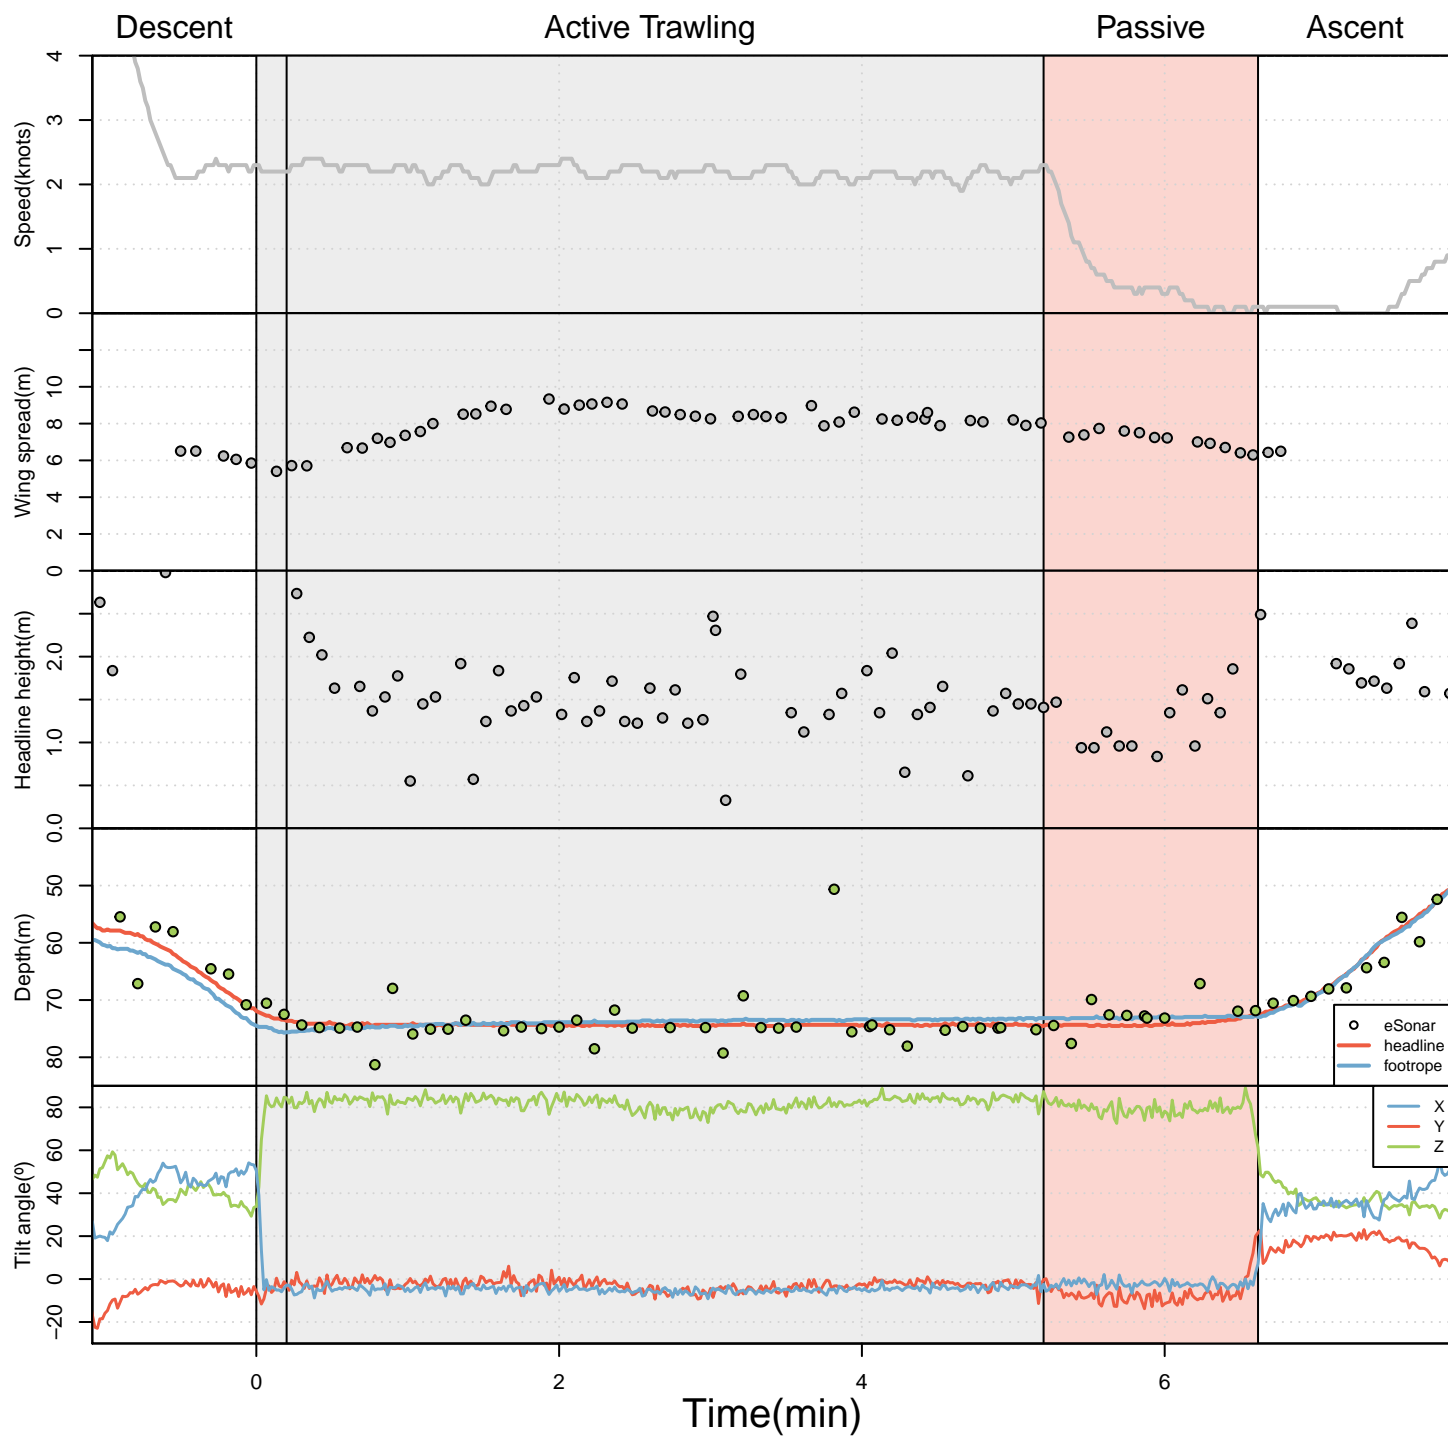 Descent Active Trawling Passive Ascent
Speed(knots)
4
3
2
1
0
Wing spread(m)
10
8
6
4
2
0
Headline height(m)
2.0
1.0
0.0
Depth(m)
50
60
70
80
eSonar
headline
footrope
Tilt angle(º)
80
60
40
20
0
−20
X
Y
Z
0 2 4 6
Time(min)